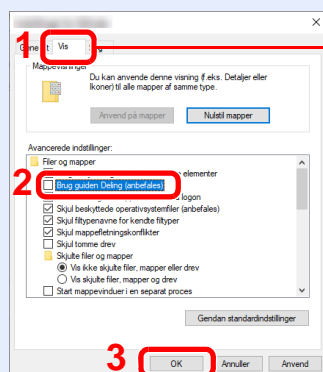 1
Generelt Vis
Mappevisninger
Du kan anvende denne visning (f.eks. Detaljer eller
Ikoner) til alle mapper af samme type.
Anvend på mapper Nulstil mapper
Avancerede indstillinger:
Filer og mapper
elementer
2
Brug guiden Deling (anbefales)
logon
Skjul beskyttede operativsystemfiler (anbefales)
Skjul filtypenavne for kendte filtyper
Skjul mappefletningskonflikter
Skjul tomme drev
Skjulte filer og mapper
Vis ikke skjulte filer, mapper eller drev
Vis skjulte filer, mapper og drev
Start mappevinduer i en separat proces
Gendan standardindstillinger
3
OK Annuller Anvend